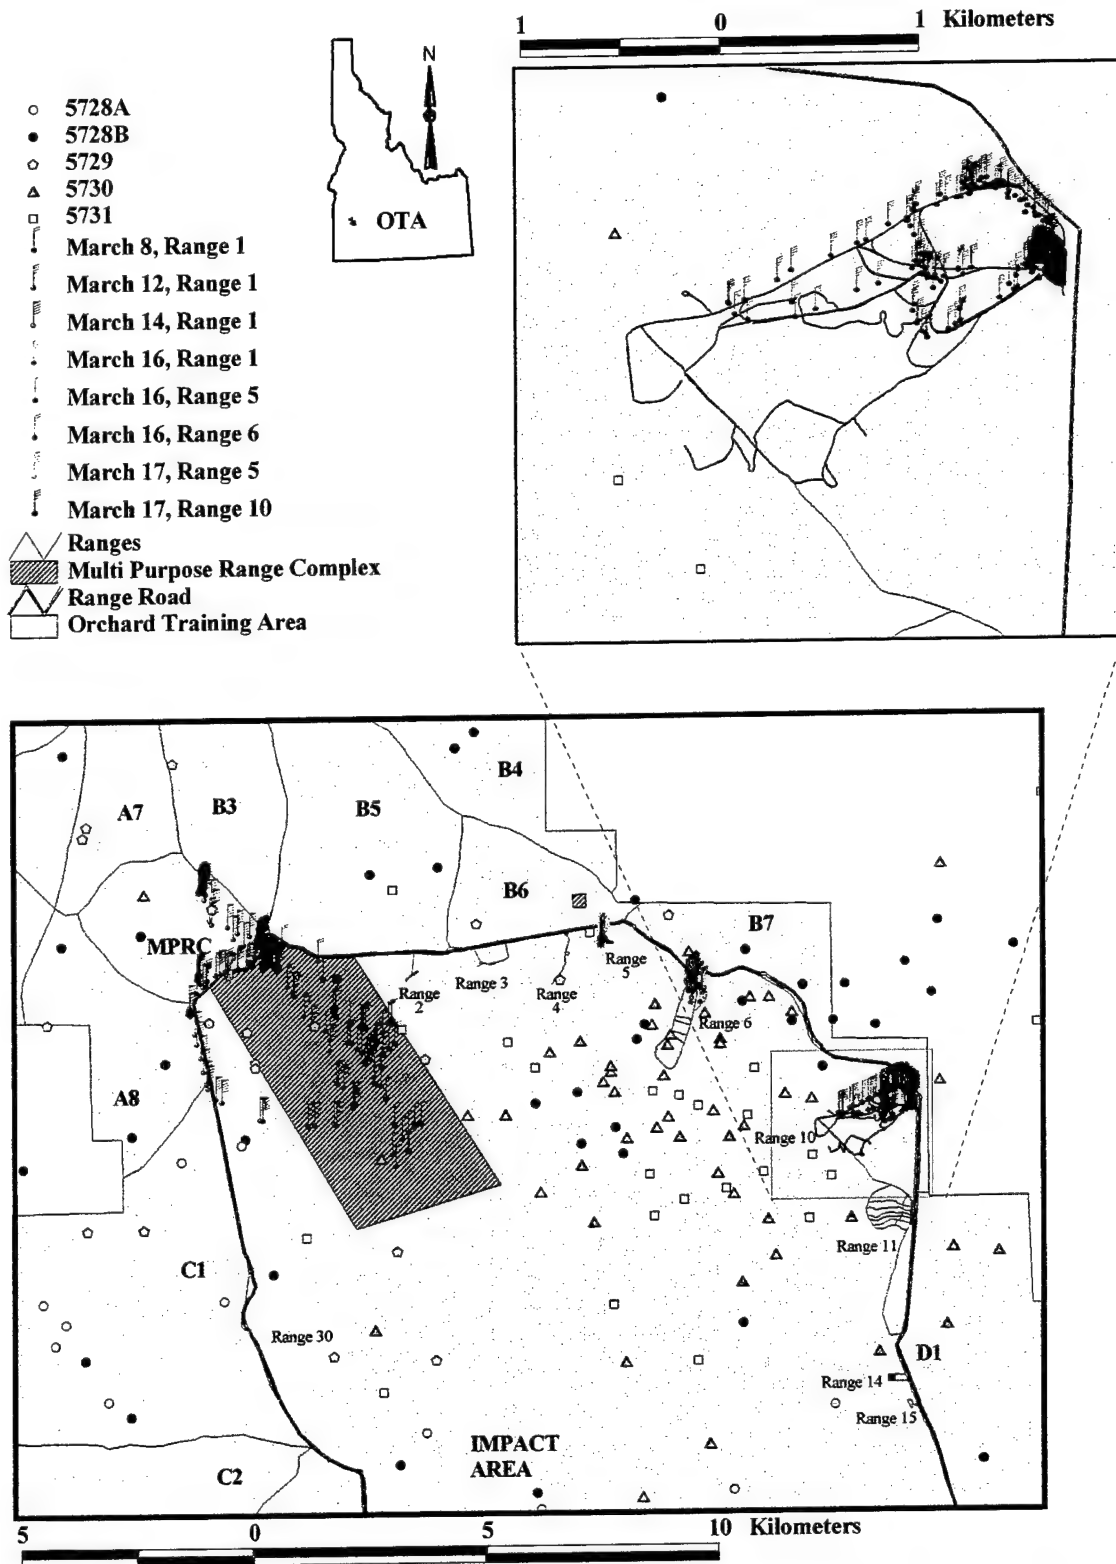 1 0 1 Kilometers
N
OTA
5728A
5728B
5729
5730
5731
March 8, Range 1
March 12, Range 1
March 14, Range 1
March 16, Range 1
March 16, Range 5
March 16, Range 6
March 17, Range 5
March 17, Range 10
Ranges
Multi Purpose Range Complex
Range Road
Orchard Training Area
B4
A7
B3
B5
B6
B7
MPRC
Range
5
Range
2
Range 3
Range
4
Range 6
A8
Range 10
Range 11
C1
Range 30
D1
Range 14
Range 15
IMPACT
AREA
C2
5 0 5 10 Kilometers